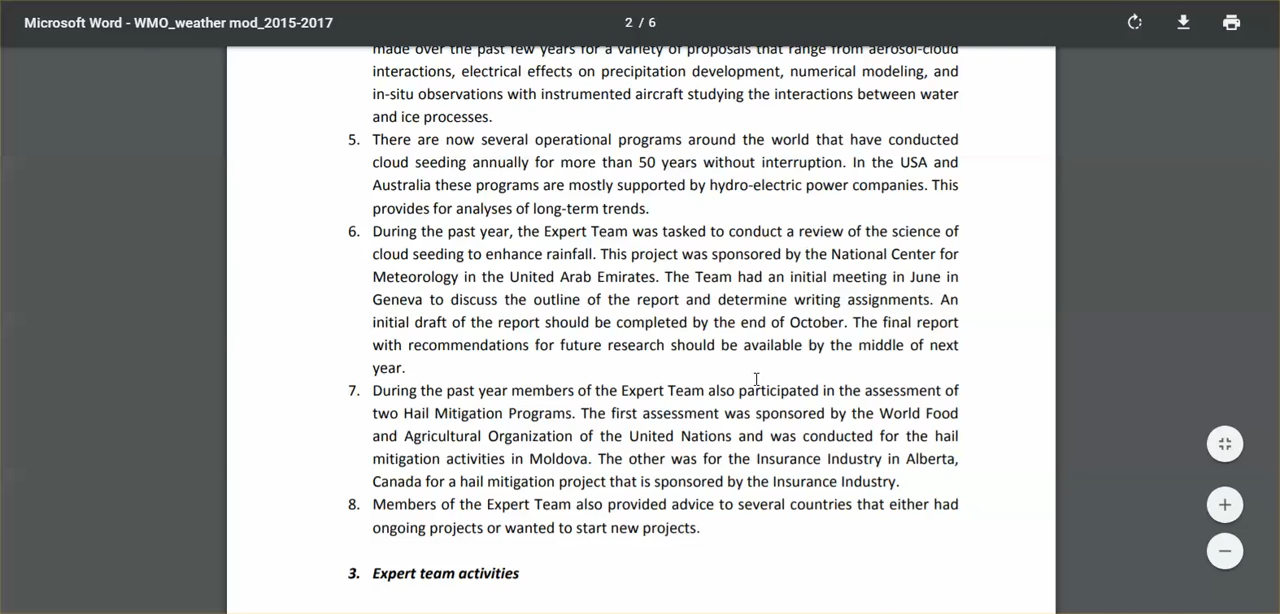 Microsoft Word - WMO_weather mod_2015-2017
2 / 6
made over the past few years for a variety of proposals that range from aerosol-cloud
interactions, electrical effects on precipitation development, numerical modeling, and
in-situ observations with instrumented aircraft studying the interactions between water
and ice processes.
5. There are now several operational programs around the world that have conducted
cloud seeding annually for more than 50 years without interruption. In the USA and
Australia these programs are mostly supported by hydro-electric power companies. This
provides for analyses of long-term trends.
6. During the past year, the Expert Team was tasked to conduct a review of the science of
cloud seeding to enhance rainfall. This project was sponsored by the National Center for
Meteorology in the United Arab Emirates. The Team had an initial meeting in June in
Geneva to discuss the outline of the report and determine writing assignments. An
initial draft of the report should be completed by the end of October. The final report
with recommendations for future research should be available by the middle of next
year.
7. During the past year members of the Expert Team also participated in the assessment of
two Hail Mitigation Programs. The first assessment was sponsored by the World Food
and Agricultural Organization of the United Nations and was conducted for the hail
mitigation activities in Moldova. The other was for the Insurance Industry in Alberta,
Canada for a hail mitigation project that is sponsored by the Insurance Industry.
8. Members of the Expert Team also provided advice to several countries that either had
ongoing projects or wanted to start new projects.
3. Expert team activities